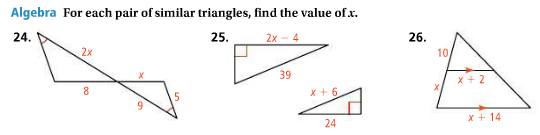 Algebra For each pair of similar triangles, find the value of x.
24.
2x
x
8
9
5
25.
2x − 4
39
x + 6
24
26.
10
x + 2
x
x + 14